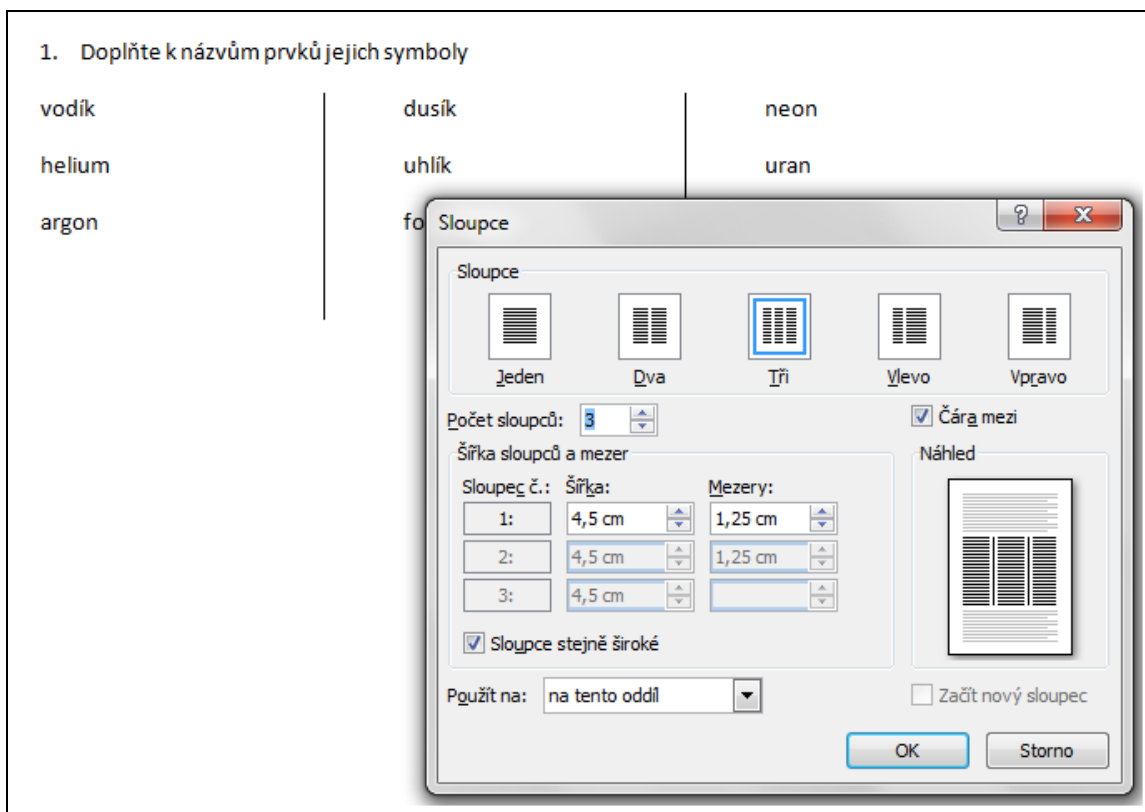 1. Doplňte k názvům prvků jejich symboly
vodík dusík neon
helium uhlík uran
argon fo
Sloupce
?
Sloupce
Jeden Dva Tři Vlevo Vpravo
Počet sloupců: 3
Čára mezi
Šířka sloupců a mezer
Náhled
Sloupec č.: Šířka: Mezery:
1: 4,5 cm 1,25 cm
2: 4,5 cm 1,25 cm
3: 4,5 cm
Sloupce stejně široké
Použít na: na tento oddíl
Začít nový sloupec
OK Storno